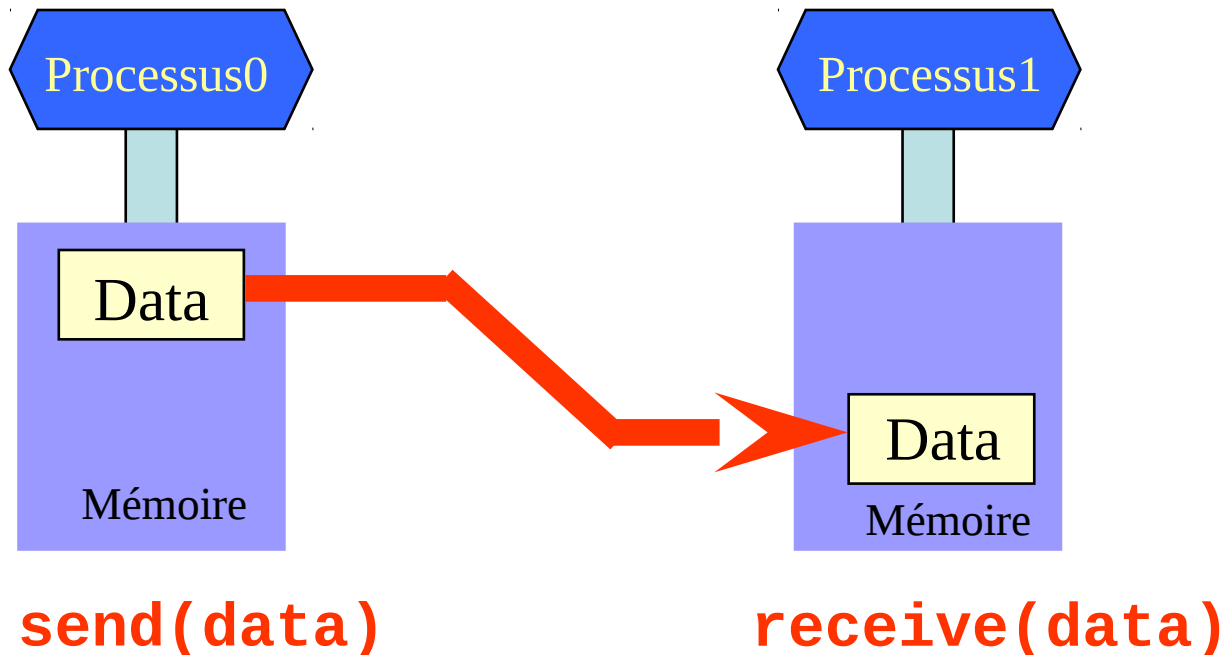 Processus0
Processus1
Data
Data
Mémoire
Mémoire
send(data)
receive(data)